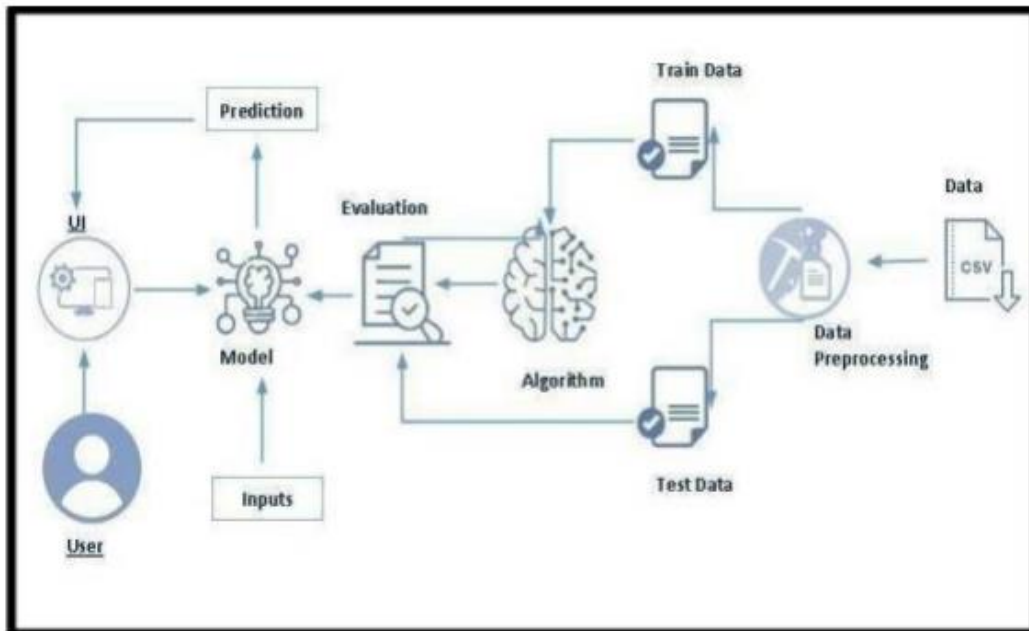 Train Data
Prediction
Data
Evaluation
UI
CSV
Data
Preprocessing
Model
Algorithm
Inputs
Test Data
User